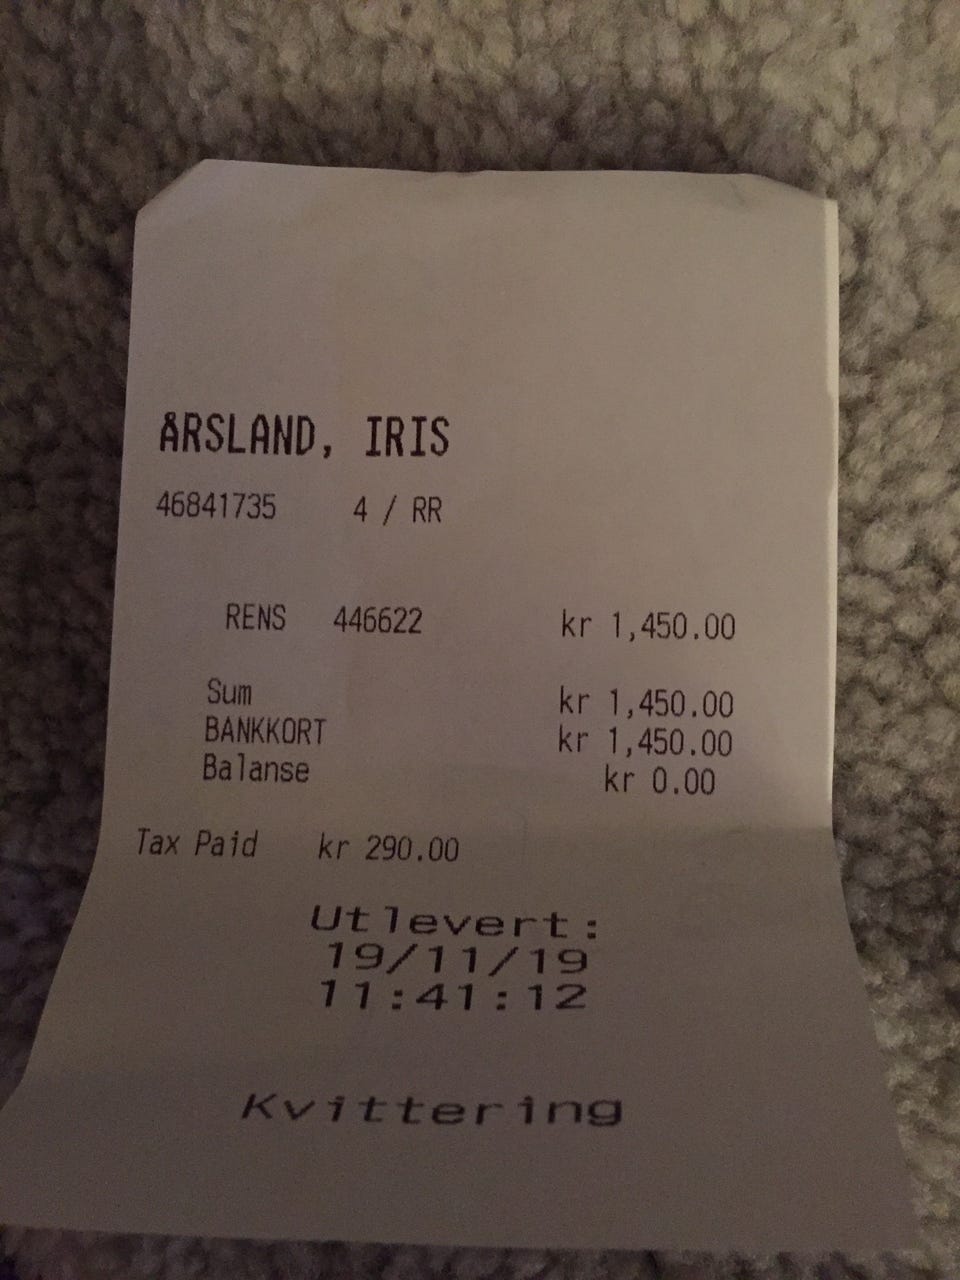 ÅRSLAND, IRIS
46841735 4 / RR
RENS 446622 kr 1,450.00
Sum kr 1,450.00
BANKKORT kr 1,450.00
Balanse kr 0.00
Tax Paid kr 290.00
Utlevert:
19/11/19
11:41:12
Kvittering